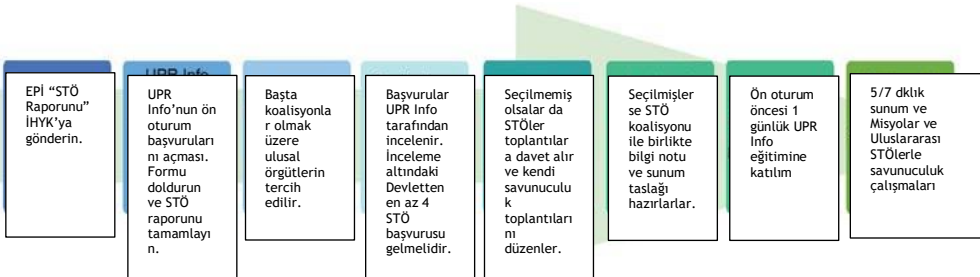 EPİ “STÖ
Raporunu”
İHYK’ya
gönderin.
UPR Info
UPR
Info’nun ön
oturum
başvuruları
nı açması.
Formu
doldurun
ve STÖ
raporunu
tamamlayı
n.
Başta
koalisyonla
r olmak
üzere
ulusal
örgütlerin
tercih
edilir.
Başvurular
UPR Info
tarafından
incelenir.
İnceleme
altındaki
Devletten
en az 4
STÖ
başvurusu
gelmelidir.
Seçilmemiş
olsalar da
STÖler
toplantılar
a davet alır
ve kendi
savunuculu
k
toplantıları
nı
düzenler.
Seçilmişler
se STÖ
koalisyonu
ile birlikte
bilgi notu
ve sunum
taslağı
hazırlarlar.
Ön oturum
öncesi 1
günlük UPR
Info
eğitimine
katılım
5/7 dklık
sunum ve
Misyolar ve
Uluslararası
STÖlerle
savunuculuk
çalışmaları